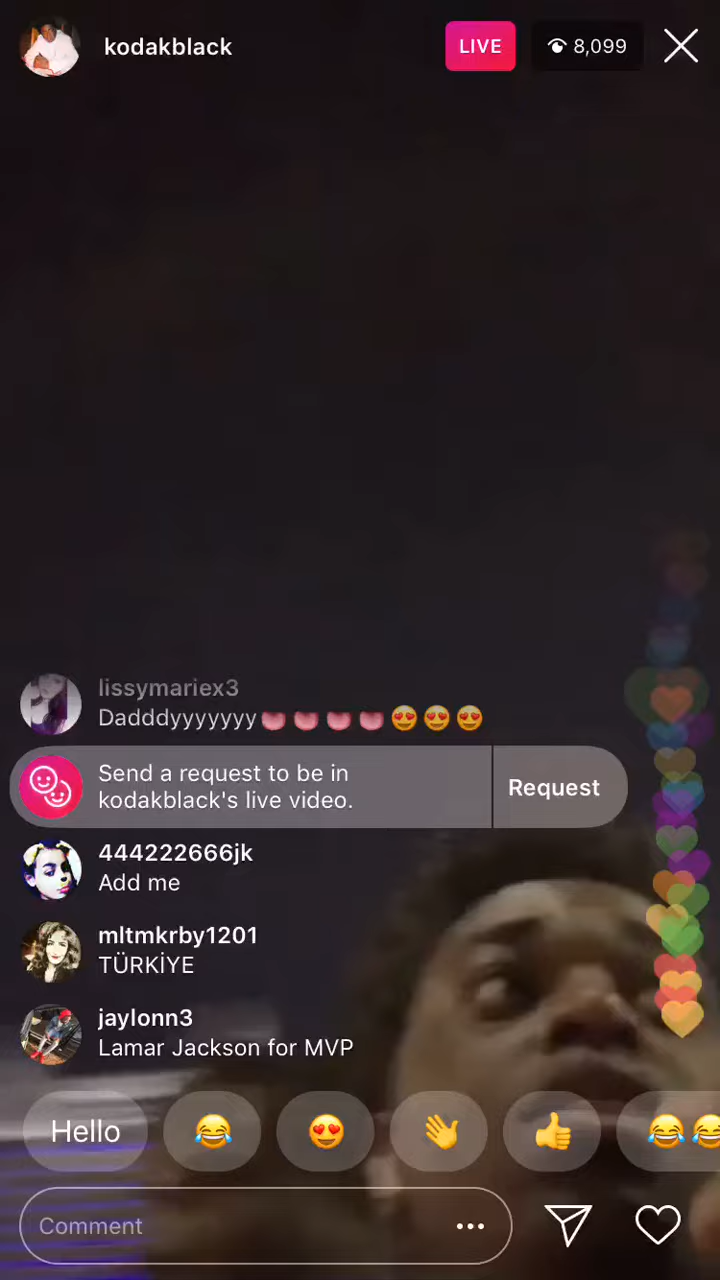 kodakblack
LIVE
8,099
lissymariex3
Dadddyyyyyyy👅👅👅👅😍😍😍
Send a request to be in
kodakblack's live video.
Request
444222666jk
Add me
mltmkrby1201
TÜRKİYE
jaylonn3
Lamar Jackson for MVP
Hello 😂 😍 👋 👍 😂😂
Comment